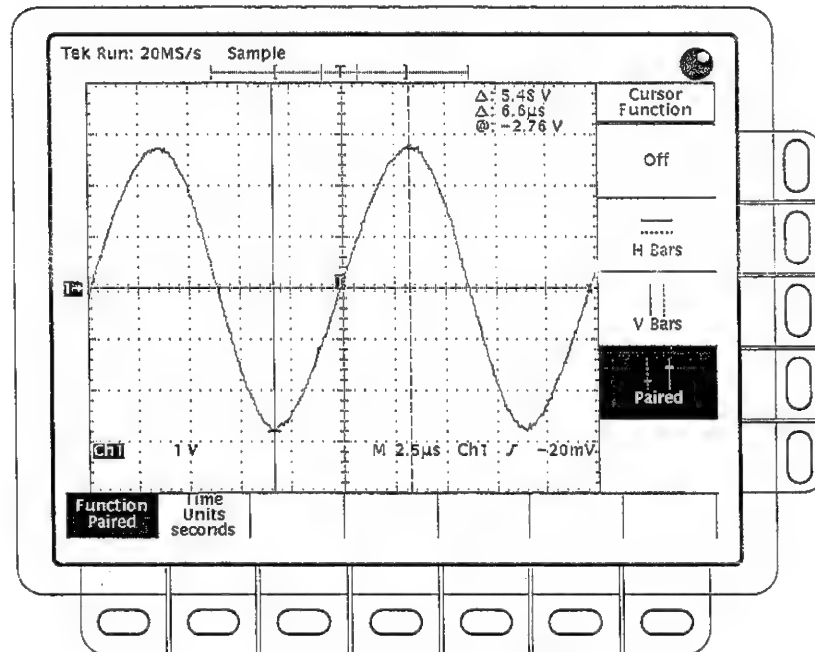 Tek Run: 20MS/s Sample
T
Δ: 5.48 V
Δ: 6.6µs
@: -2.76 V
Cursor
Function
Off
H Bars
V Bars
Paired
T
1
Ch1 1 V M 2.5µs Ch1 ∫ -20mV
Function
Paired
Time
Units
seconds